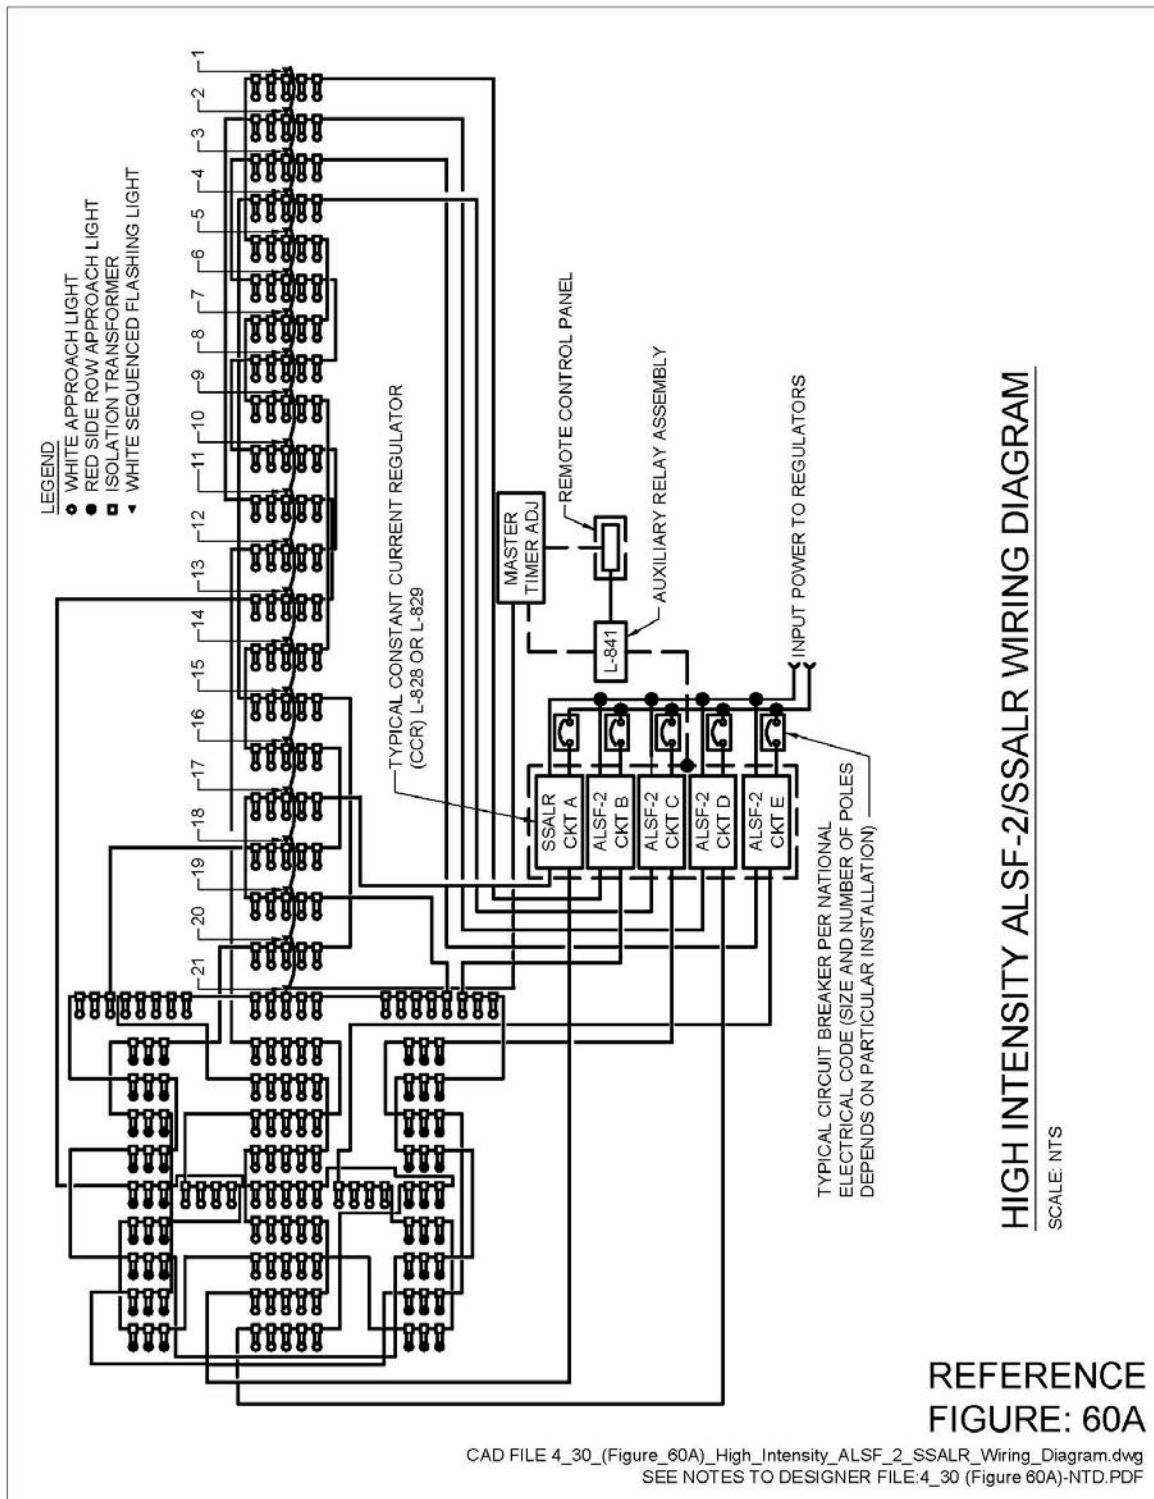 LEGEND
WHITE APPROACH LIGHT
RED SIDE ROW APPROACH LIGHT
ISOLATION TRANSFORMER
WHITE SEQUENCED FLASHING LIGHT
1
2
3
4
5
6
7
8
9
10
11
12
13
14
15
16
17
18
19
20
21
TYPICAL CONSTANT CURRENT REGULATOR
(CCR) L-828 OR L-829
MASTER
TIMER ADJ
REMOTE CONTROL PANEL
L-841
AUXILIARY RELAY ASSEMBLY
SSALR
CKT A
ALSF-2
CKT B
ALSF-2
CKT C
ALSF-2
CKT D
ALSF-2
CKT E
INPUT POWER TO REGULATORS
TYPICAL CIRCUIT BREAKER PER NATIONAL
ELECTRICAL CODE (SIZE AND NUMBER OF POLES
DEPENDS ON PARTICULAR INSTALLATION)
HIGH INTENSITY ALSF-2/SSALR WIRING DIAGRAM
SCALE: NTS
REFERENCE
FIGURE: 60A
CAD FILE 4_30_(Figure_60A)_High_Intensity_ALSF_2_SSALR_Wiring_Diagram.dwg
SEE NOTES TO DESIGNER FILE:4_30 (Figure 60A)-NTD.PDF